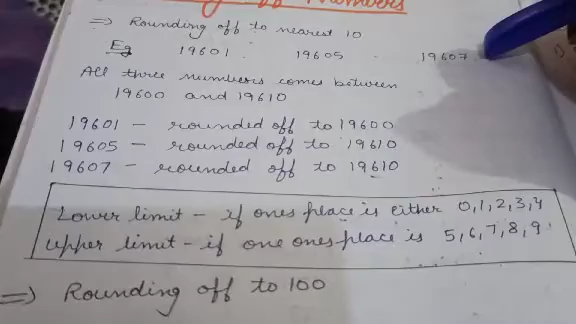 off Numbers
=> Rounding off to nearest 10
Eg 19601 19605 19607
All three numbers comes between
19600 and 19610
19601 - rounded off to 19600
19605 - rounded off to 19610
19607 - rounded off to 19610
Lower limit - if ones place is either 0,1,2,3,4
Upper limit - if one ones place is 5,6,7,8,9
=> Rounding off to 100